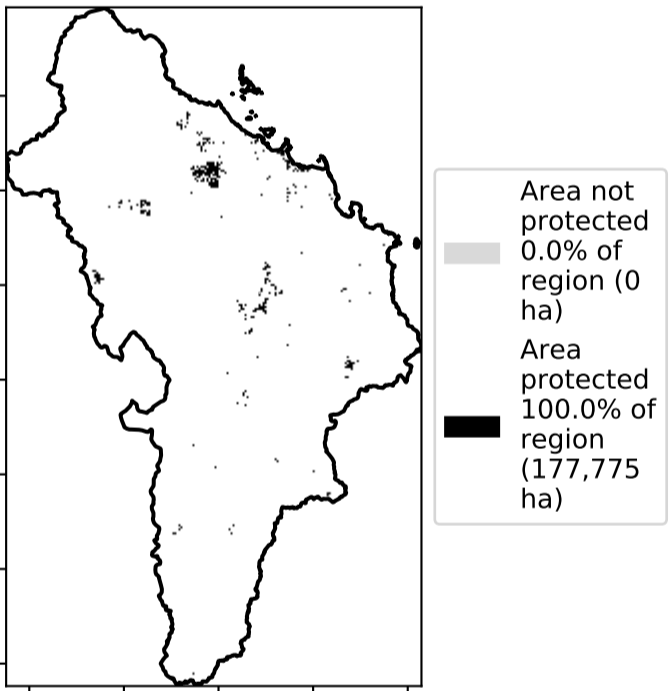 Area not
protected
0.0% of
region (0
ha)
Area
protected
100.0% of
region
(177,775
ha)